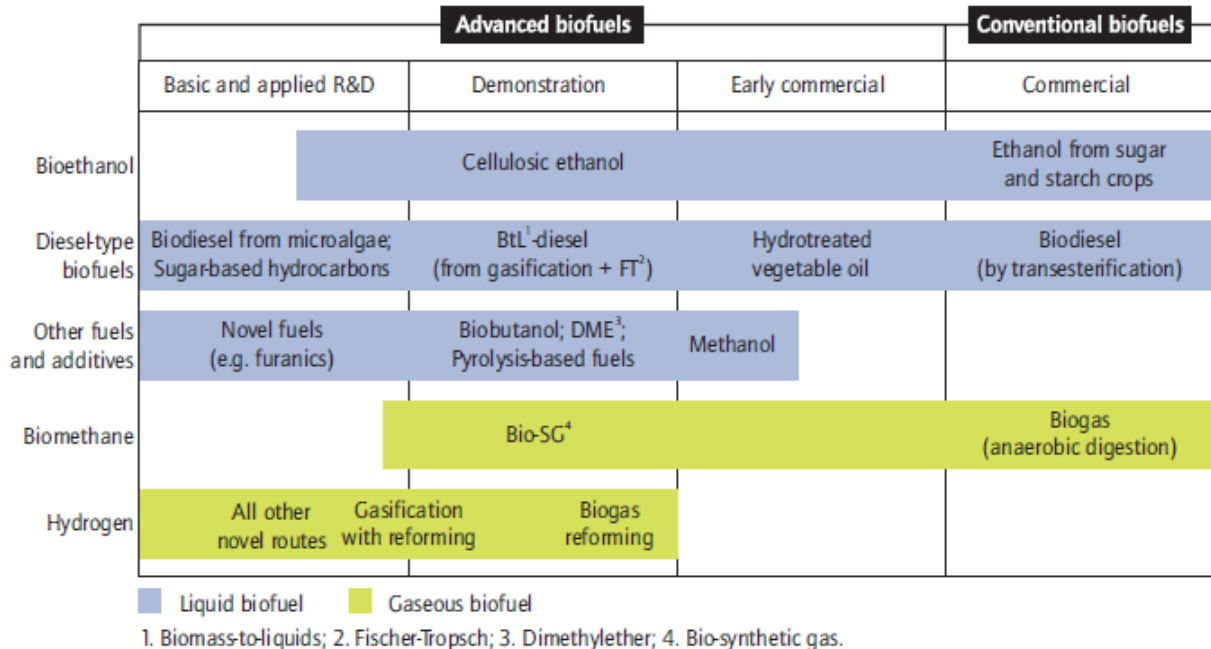 Advanced biofuels
Conventional biofuels
Basic and applied R&D
Demonstration
Early commercial
Commercial
Bioethanol
Cellulosic ethanol
Ethanol from sugar
and starch crops
Diesel-type
biofuels
Biodiesel from microalgae;
Sugar-based hydrocarbons
BtL¹-diesel
(from gasification + FT²)
Hydrotreated
vegetable oil
Biodiesel
(by transesterification)
Other fuels
and additives
Novel fuels
(e.g. furanics)
Biobutanol; DME³;
Pyrolysis-based fuels
Methanol
Biomethane
Bio-SG⁴
Biogas
(anaerobic digestion)
Hydrogen
All other
novel routes
Gasification
with reforming
Biogas
reforming
Liquid biofuel
Gaseous biofuel
1. Biomass-to-liquids; 2. Fischer-Tropsch; 3. Dimethylether; 4. Bio-synthetic gas.